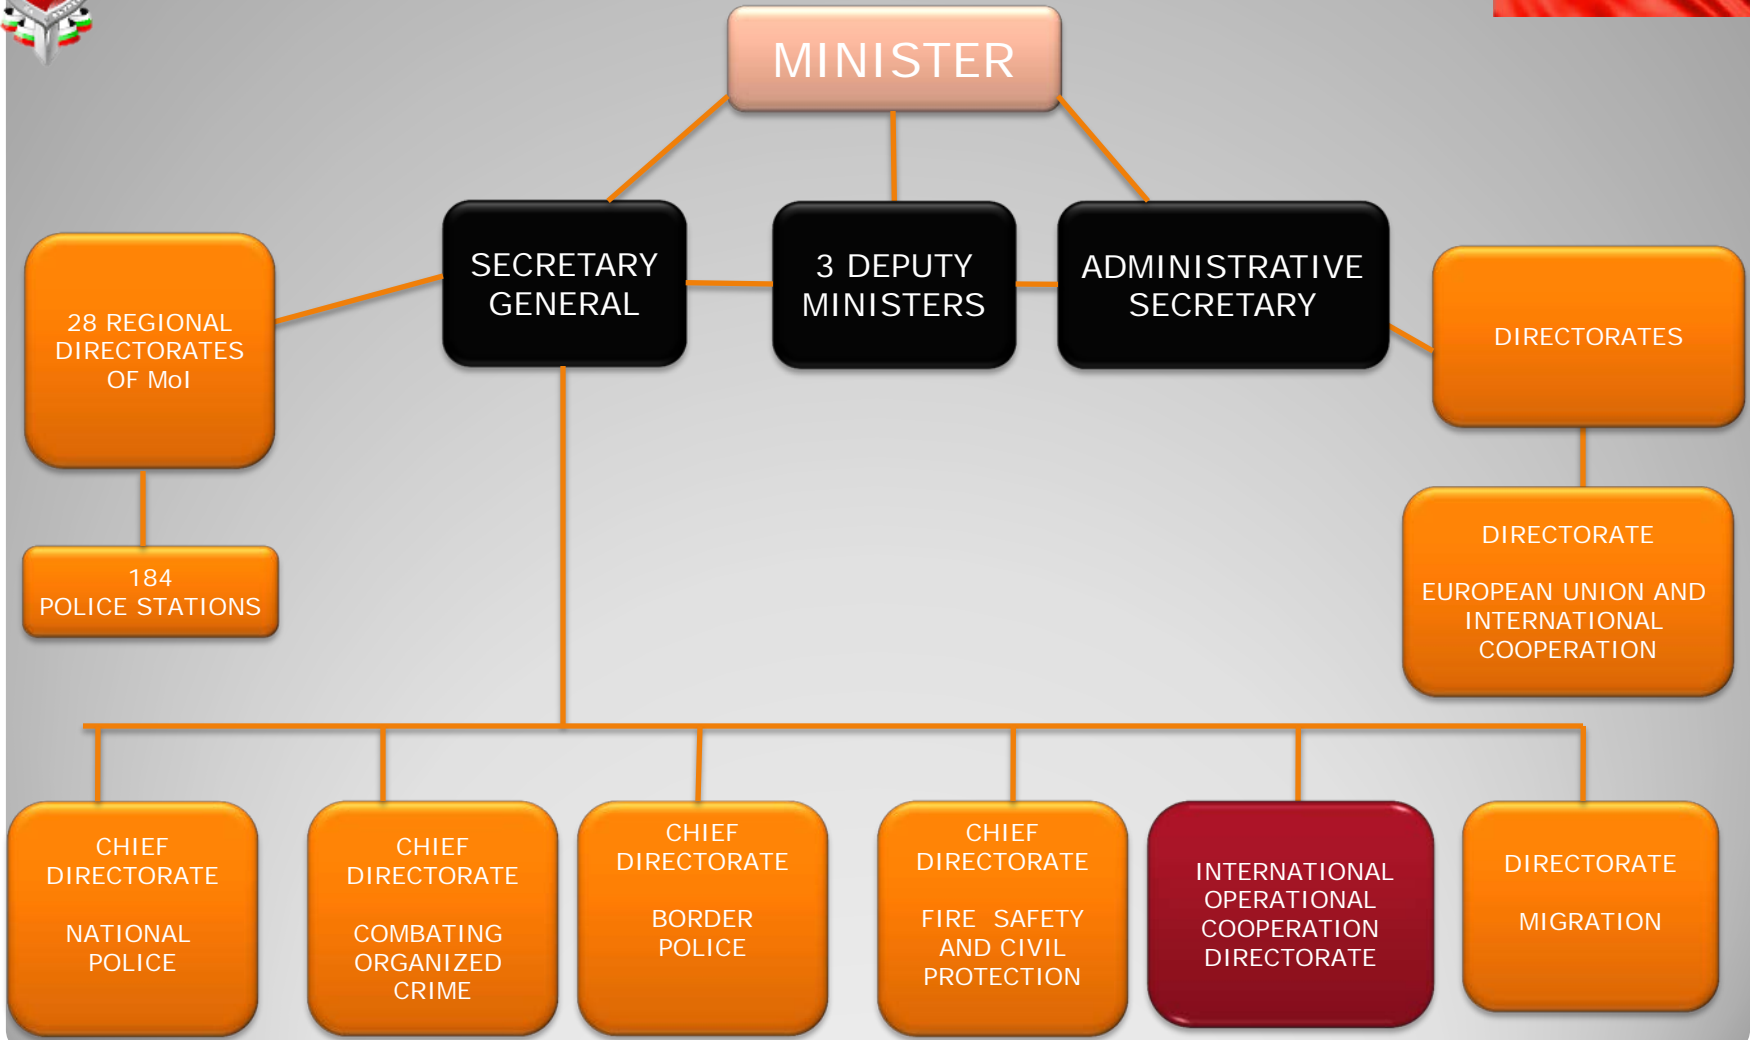 MINISTER
SECRETARY
GENERAL
3 DEPUTY
MINISTERS
ADMINISTRATIVE
SECRETARY
28 REGIONAL
DIRECTORATES
OF MoI
DIRECTORATES
184
POLICE STATIONS
DIRECTORATE
EUROPEAN UNION AND
INTERNATIONAL
COOPERATION
CHIEF
DIRECTORATE
NATIONAL
POLICE
CHIEF
DIRECTORATE
COMBATING
ORGANIZED
CRIME
CHIEF
DIRECTORATE
BORDER
POLICE
CHIEF
DIRECTORATE
FIRE SAFETY
AND CIVIL
PROTECTION
INTERNATIONAL
OPERATIONAL
COOPERATION
DIRECTORATE
DIRECTORATE
MIGRATION